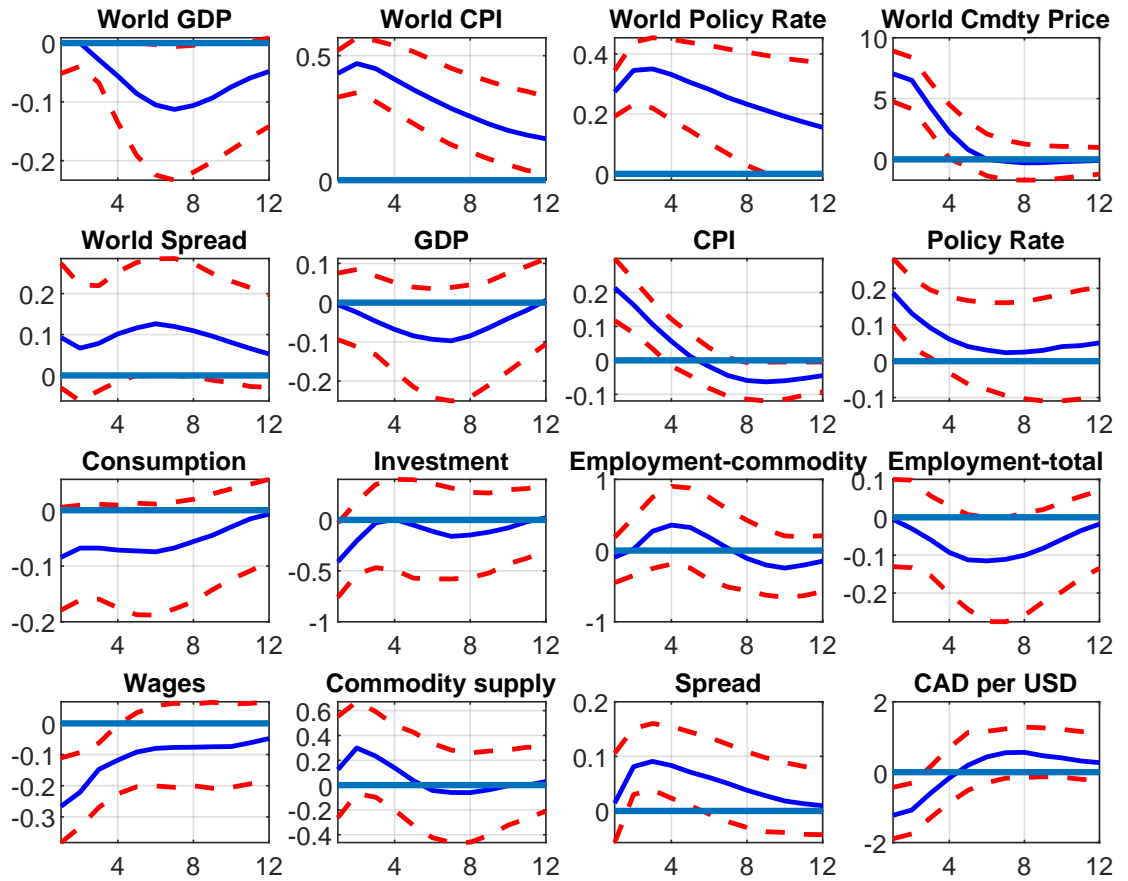 World GDP
0
-0.1
-0.2
4 8 12
World CPI
0.5
0
4 8 12
World Policy Rate
0.4
0.2
0
4 8 12
World Cmdty Price
10
5
0
4 8 12
World Spread
0.2
0.1
0
4 8 12
GDP
0.1
0
-0.1
-0.2
4 8 12
CPI
0.2
0.1
0
-0.1
4 8 12
Policy Rate
0.2
0.1
0
-0.1
4 8 12
Consumption
0
-0.1
-0.2
4 8 12
Investment
1
0.5
0
-0.5
-1
4 8 12
Employment-commodity
1
0
-1
4 8 12
Employment-total
0.1
0
-0.1
-0.2
4 8 12
Wages
0
-0.1
-0.2
-0.3
4 8 12
Commodity supply
0.6
0.4
0.2
0
-0.2
-0.4
4 8 12
Spread
0.2
0.1
0
4 8 12
CAD per USD
2
0
-2
4 8 12